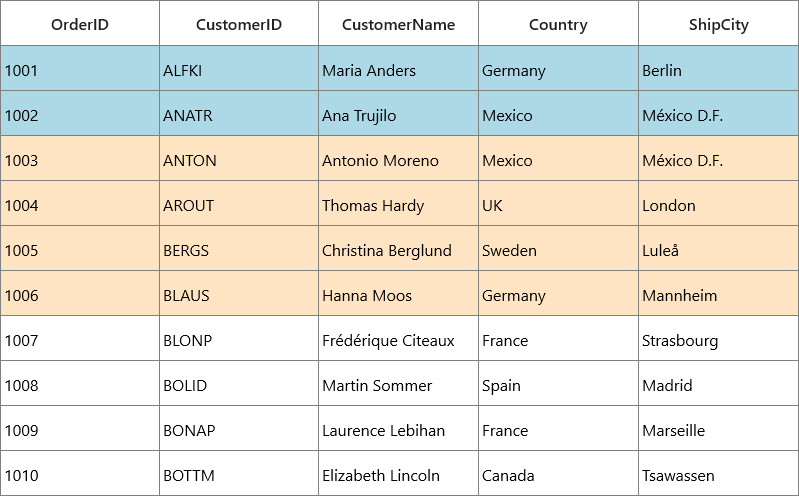 OrderID CustomerID CustomerName Country ShipCity
1001 ALFKI Maria Anders Germany Berlin
1002 ANATR Ana Trujilo Mexico México D.F.
1003 ANTON Antonio Moreno Mexico México D.F.
1004 AROUT Thomas Hardy UK London
1005 BERGS Christina Berglund Sweden Luleå
1006 BLAUS Hanna Moos Germany Mannheim
1007 BLONP Frédérique Citeaux France Strasbourg
1008 BOLID Martin Sommer Spain Madrid
1009 BONAP Laurence Lebihan France Marseille
1010 BOTTM Elizabeth Lincoln Canada Tsawassen